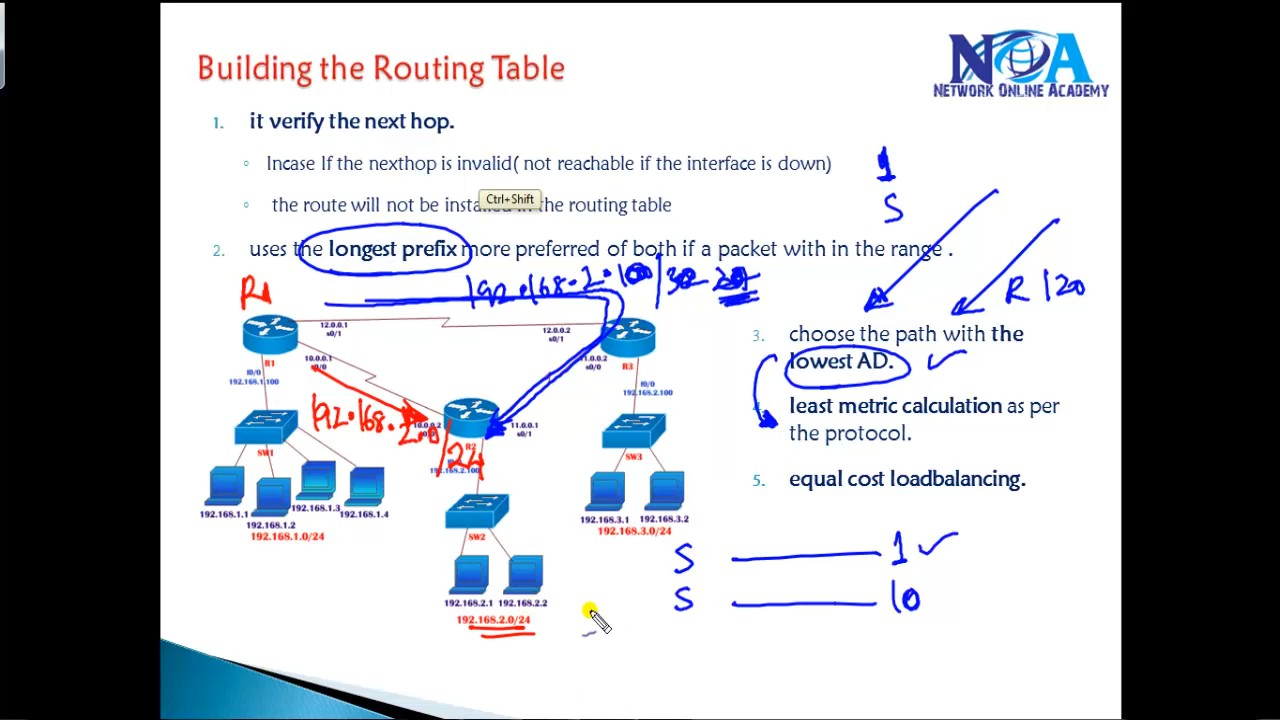 Building the Routing Table
NOA
NETWORK ONLINE ACADEMY
1. it verify the next hop.
Incase If the nexthop is invalid( not reachable if the interface is down)
1
Ctrl+Shift
the route will not be installed in the routing table
S
2. uses the longest prefix more preferred of both if a packet with in the range .
R1
192.168.2.100/30
R 120
12.0.0.1
s0/1
12.0.0.2
s0/1
R1
10.0.0.1
s0/0
R3
s0/0
f0/0
192.168.1.100
f0/0
192.168.2.100
192.168.2.0
/24
10.0.0.2
11.0.0.1
s0/1
R2
192.168.2.100
3. choose the path with the
lowest AD.
least metric calculation as per
the protocol.
5. equal cost loadbalancing.
SW1
SW3
192.168.1.1
192.168.1.2
192.168.1.3
192.168.1.4
192.168.1.0/24
192.168.3.1
192.168.3.2
192.168.3.0/24
SW2
192.168.2.1
192.168.2.2
192.168.2.0/24
S 1
S 10